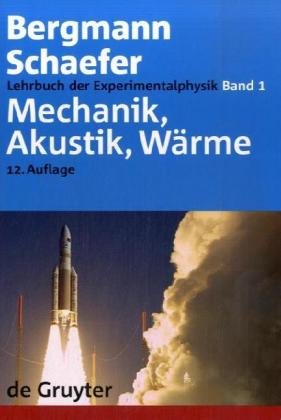 Bergmann
Schaefer
Lehrbuch der Experimentalphysik Band 1
Mechanik,
Akustik, Wärme
12. Auflage
de Gruyter